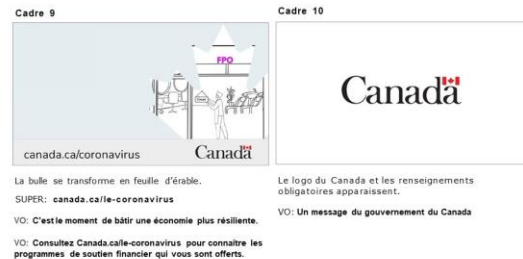 Cadre 9
FPO
canada.ca/coronavirus
Canada
La bulle se transforme en feuille d'érable.
SUPER: canada.ca/le-coronavirus
VO: C'est le moment de bâtir une économie plus résiliente.
VO: Consultez Canada.ca/le-coronavirus pour connaître les
programmes de soutien financier qui vous sont offerts.
Cadre 10
Canada
Le logo du Canada et les renseignements
obligatoires apparaissent.
VO: Un message du gouvernement du Canada